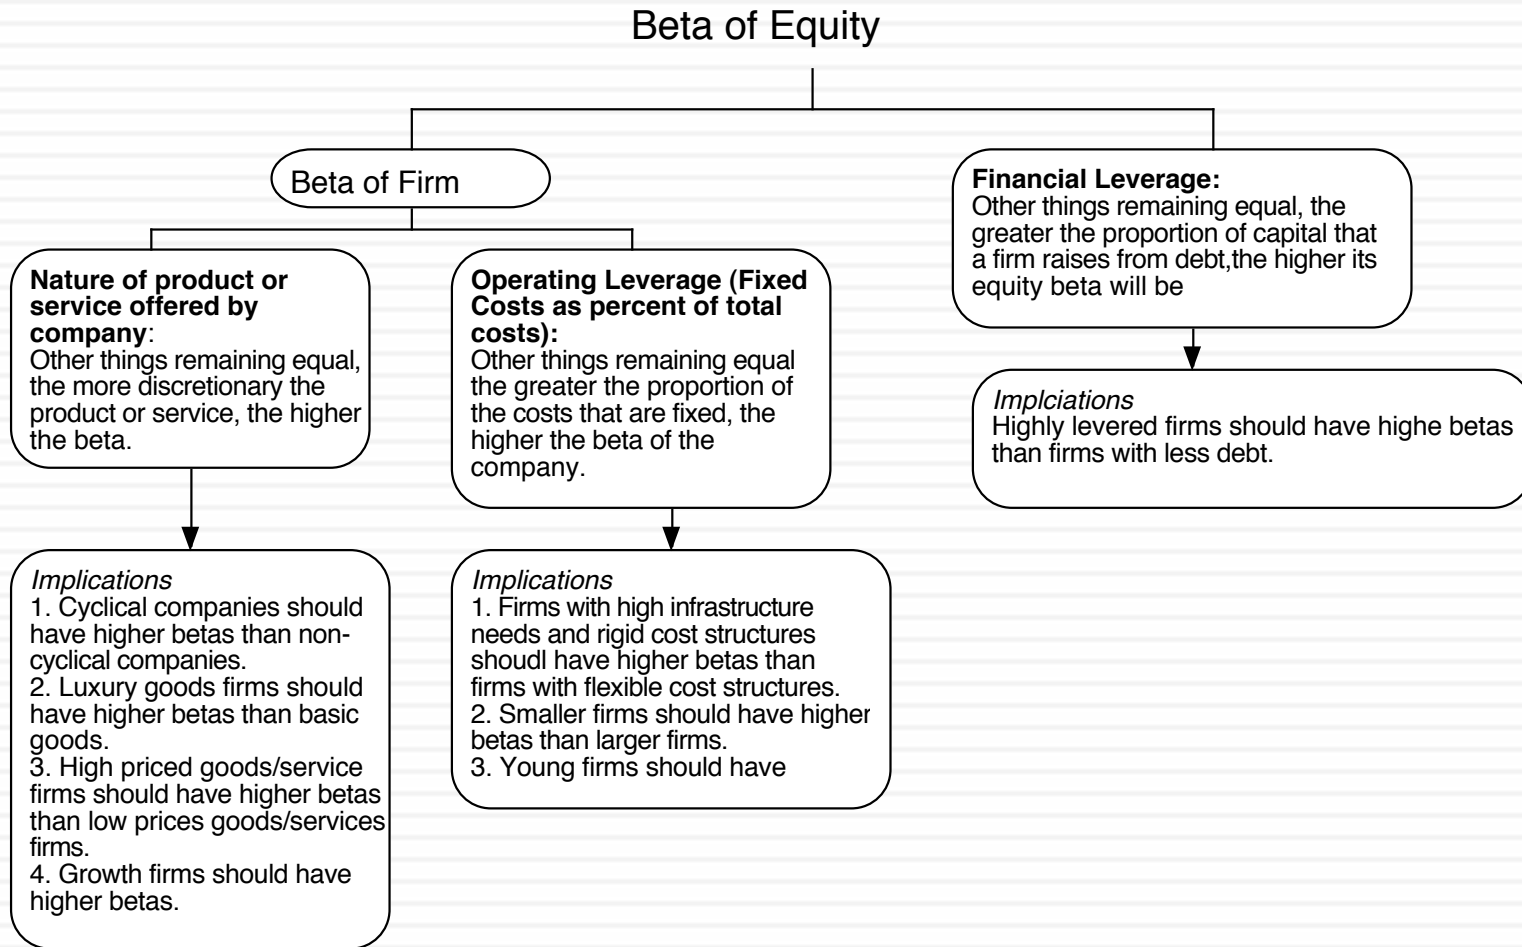 Beta of Equity
Beta of Firm
Nature of product or
service offered by
company:
Other things remaining equal,
the more discretionary the
product or service, the higher
the beta.
Operating Leverage (Fixed
Costs as percent of total
costs):
Other things remaining equal
the greater the proportion of
the costs that are fixed, the
higher the beta of the
company.
Financial Leverage:
Other things remaining equal, the
greater the proportion of capital that
a firm raises from debt,the higher its
equity beta will be
Implications
1. Cyclical companies should
have higher betas than non-
cyclical companies.
2. Luxury goods firms should
have higher betas than basic
goods.
3. High priced goods/service
firms should have higher betas
than low prices goods/services
firms.
4. Growth firms should have
higher betas.
Implications
1. Firms with high infrastructure
needs and rigid cost structures
shoudl have higher betas than
firms with flexible cost structures.
2. Smaller firms should have higher
betas than larger firms.
3. Young firms should have
Implciations
Highly levered firms should have highe betas
than firms with less debt.